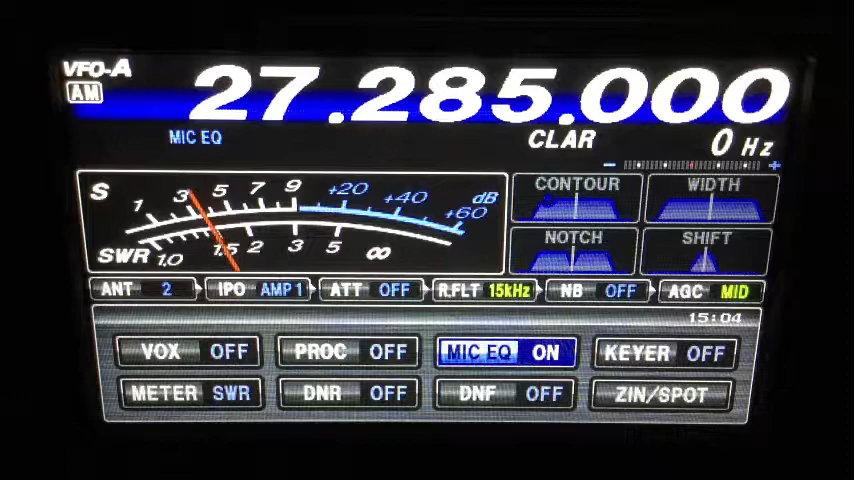 VFO-A
AM
27.285.000
MIC EQ
CLAR 0 Hz
− +
S 1 3 5 7 9 +20 +40 +60 dB
SWR 1.0 1.5 2 3 5 ∞
CONTOUR WIDTH
NOTCH SHIFT
ANT 2 IPO AMP1 ATT OFF R.FLT 15kHz NB OFF AGC MID
15:04
VOX OFF PROC OFF MIC EQ ON KEYER OFF
METER SWR DNR OFF DNF OFF ZIN/SPOT